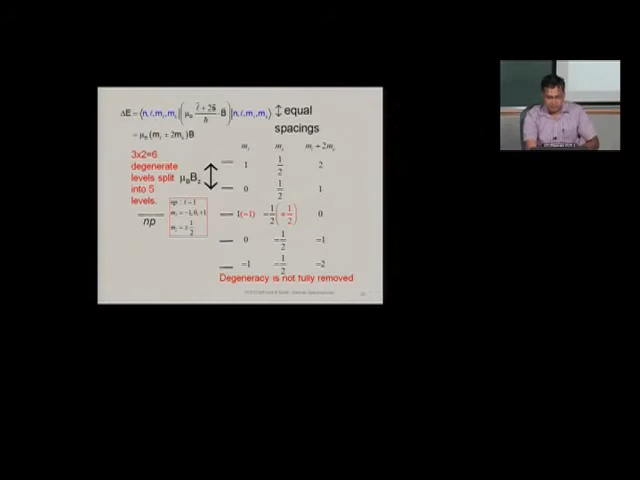 ΔE = ⟨n,ℓ,m_l,m_s|(μ_B (ℓ⃗+2s⃗)/ħ · B⃗)|n,ℓ,m_l,m_s⟩ ↕ equal spacings
= μ_B(m_l + 2m_s)B
m_l m_s m_l + 2m_s
3x2=6
degenerate
levels split
into 5
levels.
μ_B B_z
np
np : ℓ = 1
m_l = −1, 0, +1
m_s = ± 1/2
1 1/2 2
0 1/2 1
1(−1) −1/2(+1/2) 0
0 −1/2 −1
−1 −1/2 −2
Degeneracy is not fully removed